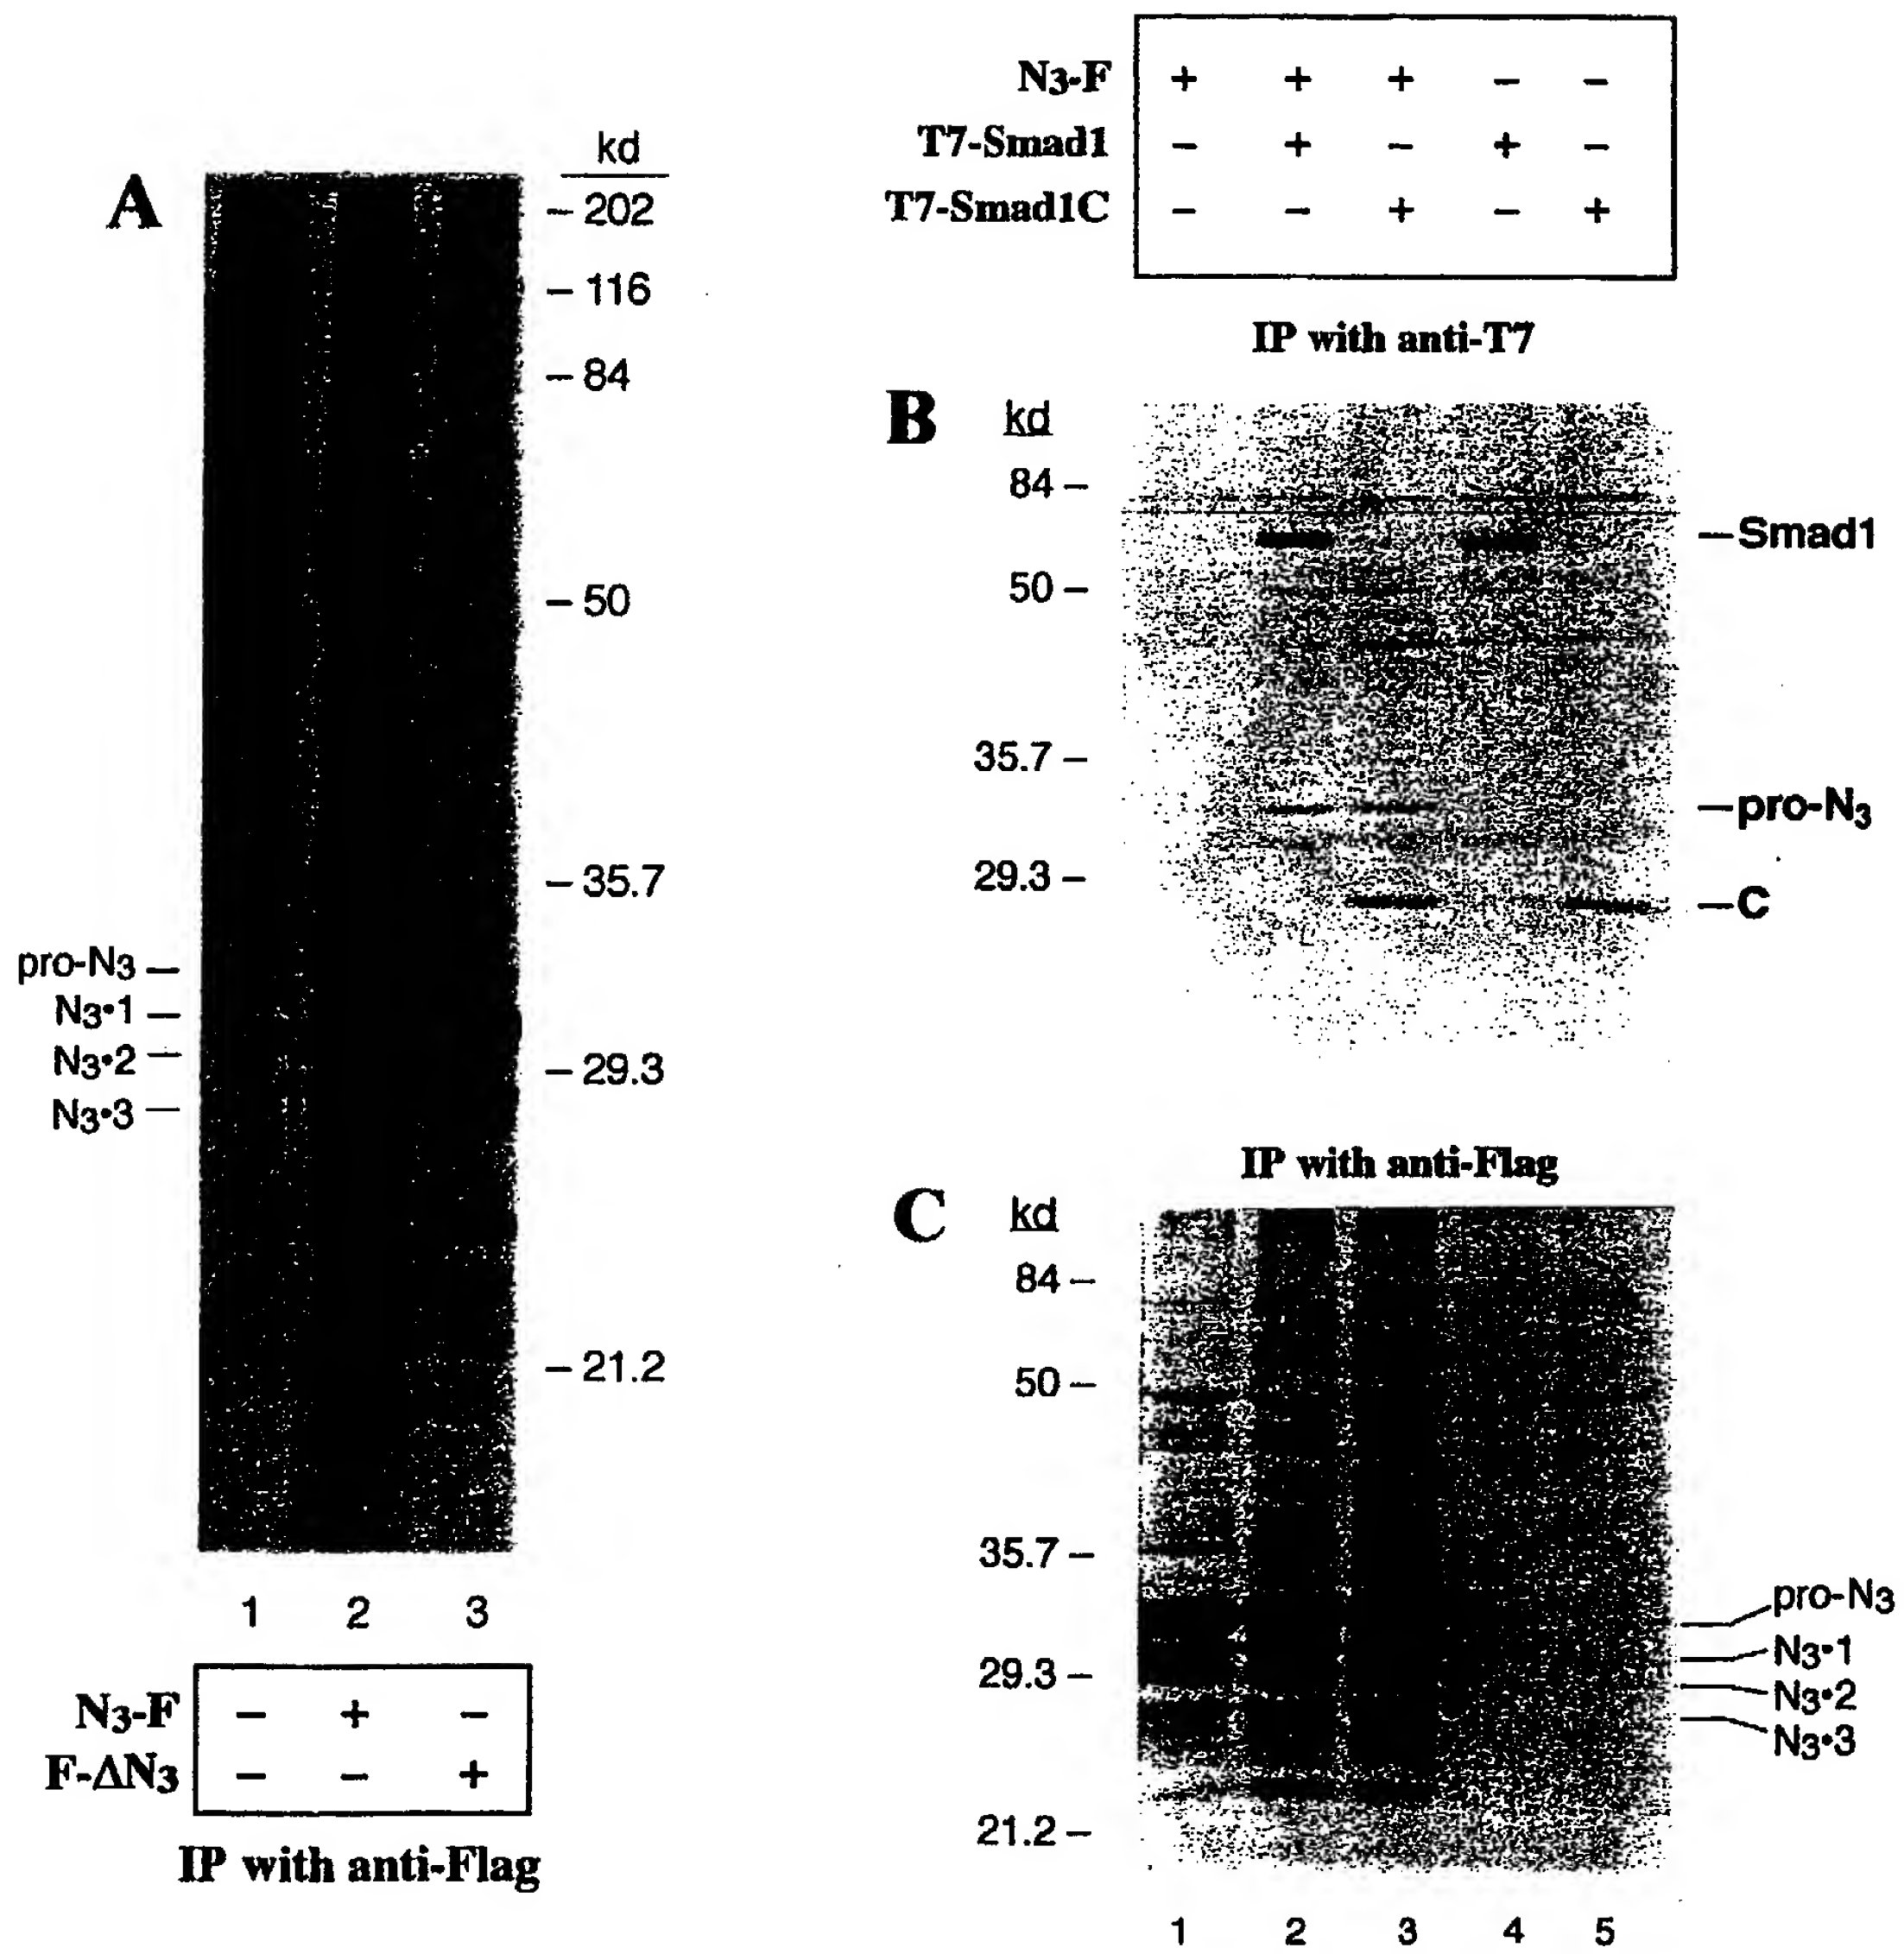 A
kd
202
116
84
50
35.7
29.3
21.2
pro-N3
N3•1
N3•2
N3•3
1 2 3
N3-F - + -
F-ΔN3 - - +
IP with anti-Flag
N3-F + + + - -
T7-Smad1 - + - + -
T7-Smad1C - - + - +
IP with anti-T7
B
kd
84
50
35.7
29.3
Smad1
pro-N3
C
IP with anti-Flag
C
kd
84
50
35.7
29.3
21.2
pro-N3
N3•1
N3•2
N3•3
1 2 3 4 5